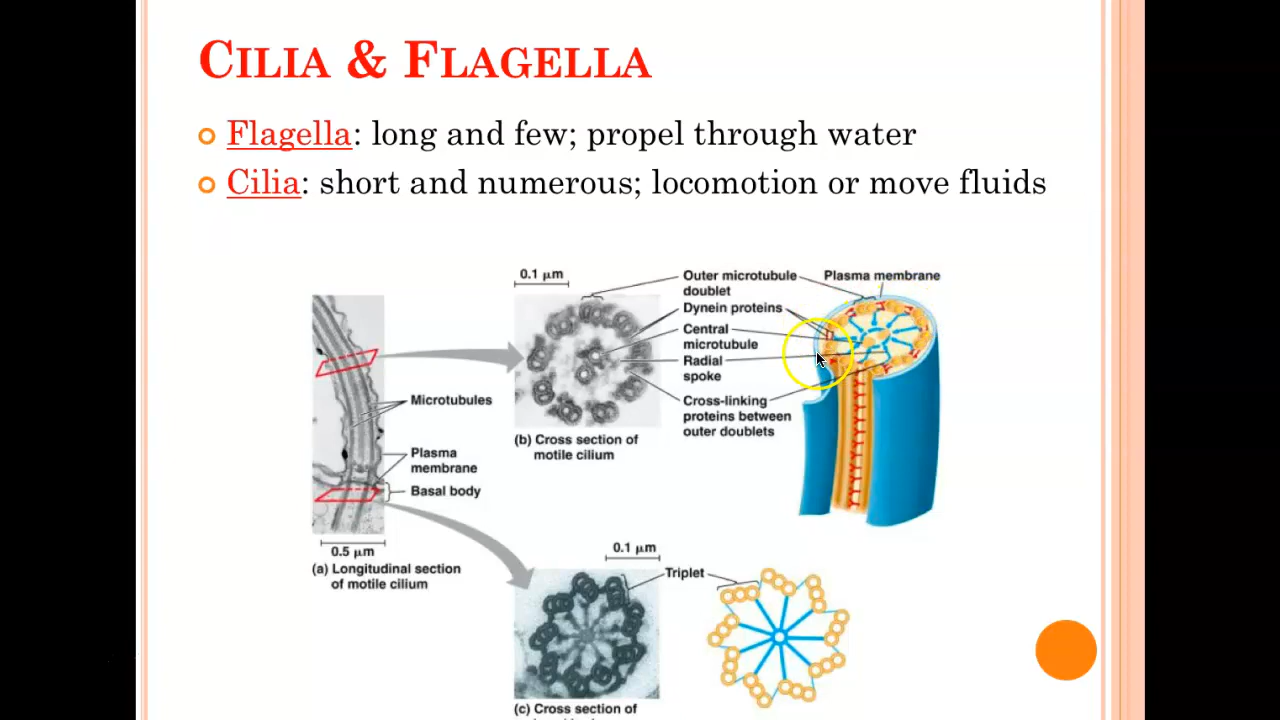 CILIA & FLAGELLA
Flagella: long and few; propel through water
Cilia: short and numerous; locomotion or move fluids
0.1 µm
Outer microtubule
doublet
Plasma membrane
Dynein proteins
Central
microtubule
Radial
spoke
Cross-linking
proteins between
outer doublets
Microtubules
(b) Cross section of
motile cilium
Plasma
membrane
Basal body
0.5 µm
(a) Longitudinal section
of motile cilium
0.1 µm
Triplet
(c) Cross section of